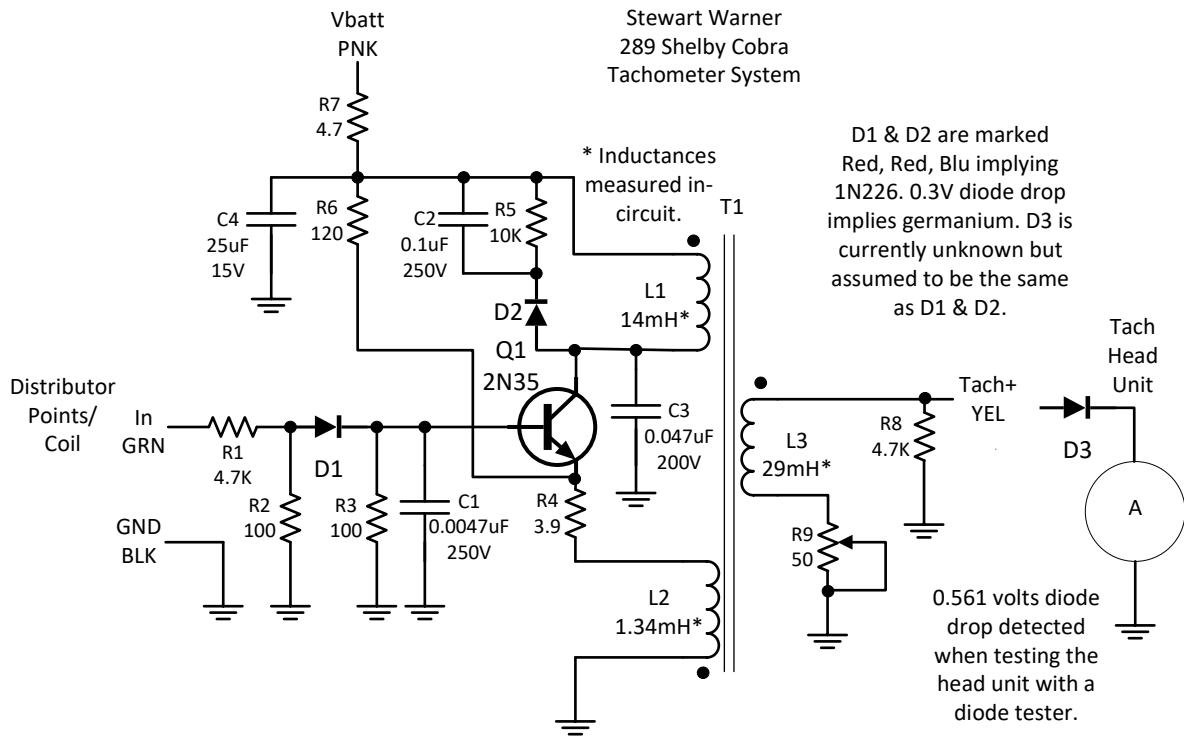 Stewart Warner
289 Shelby Cobra
Tachometer System
Vbatt
PNK
R7
4.7
* Inductances
measured in-
circuit.
D1 & D2 are marked
Red, Red, Blu implying
1N226. 0.3V diode drop
implies germanium. D3 is
currently unknown but
assumed to be the same
as D1 & D2.
T1
C4
25uF
15V
R6
120
C2
0.1uF
250V
R5
10K
L1
14mH*
D2
Q1
2N35
C3
0.047uF
200V
Distributor
Points/
Coil
In
GRN
R1
4.7K
D1
R2
100
R3
100
C1
0.0047uF
250V
R4
3.9
GND
BLK
L2
1.34mH*
L3
29mH*
R9
50
R8
4.7K
Tach+
YEL
D3
Tach
Head
Unit
A
0.561 volts diode
drop detected
when testing the
head unit with a
diode tester.